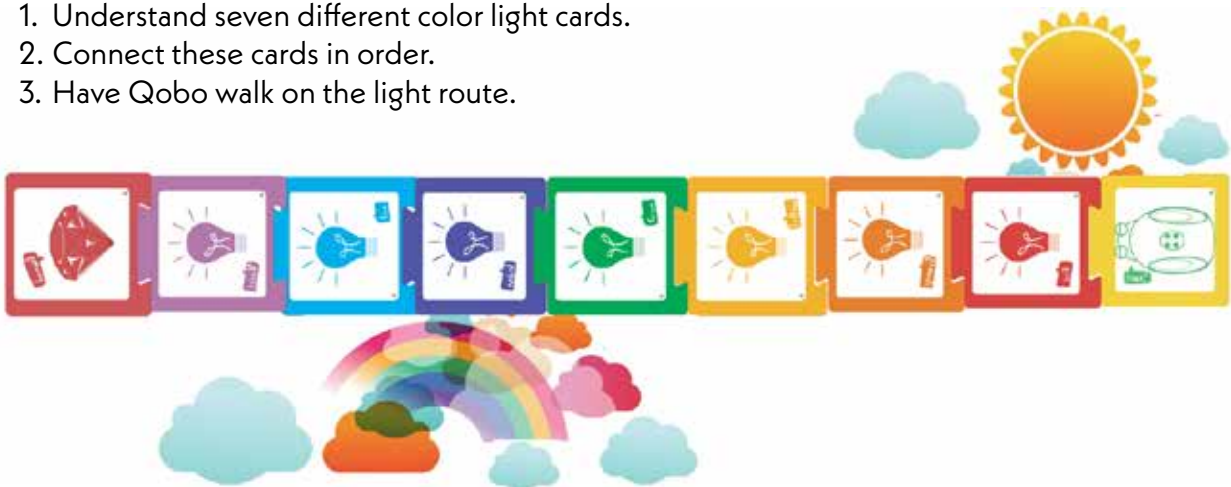 1. Understand seven different color light cards.
2. Connect these cards in order.
3. Have Qobo walk on the light route.